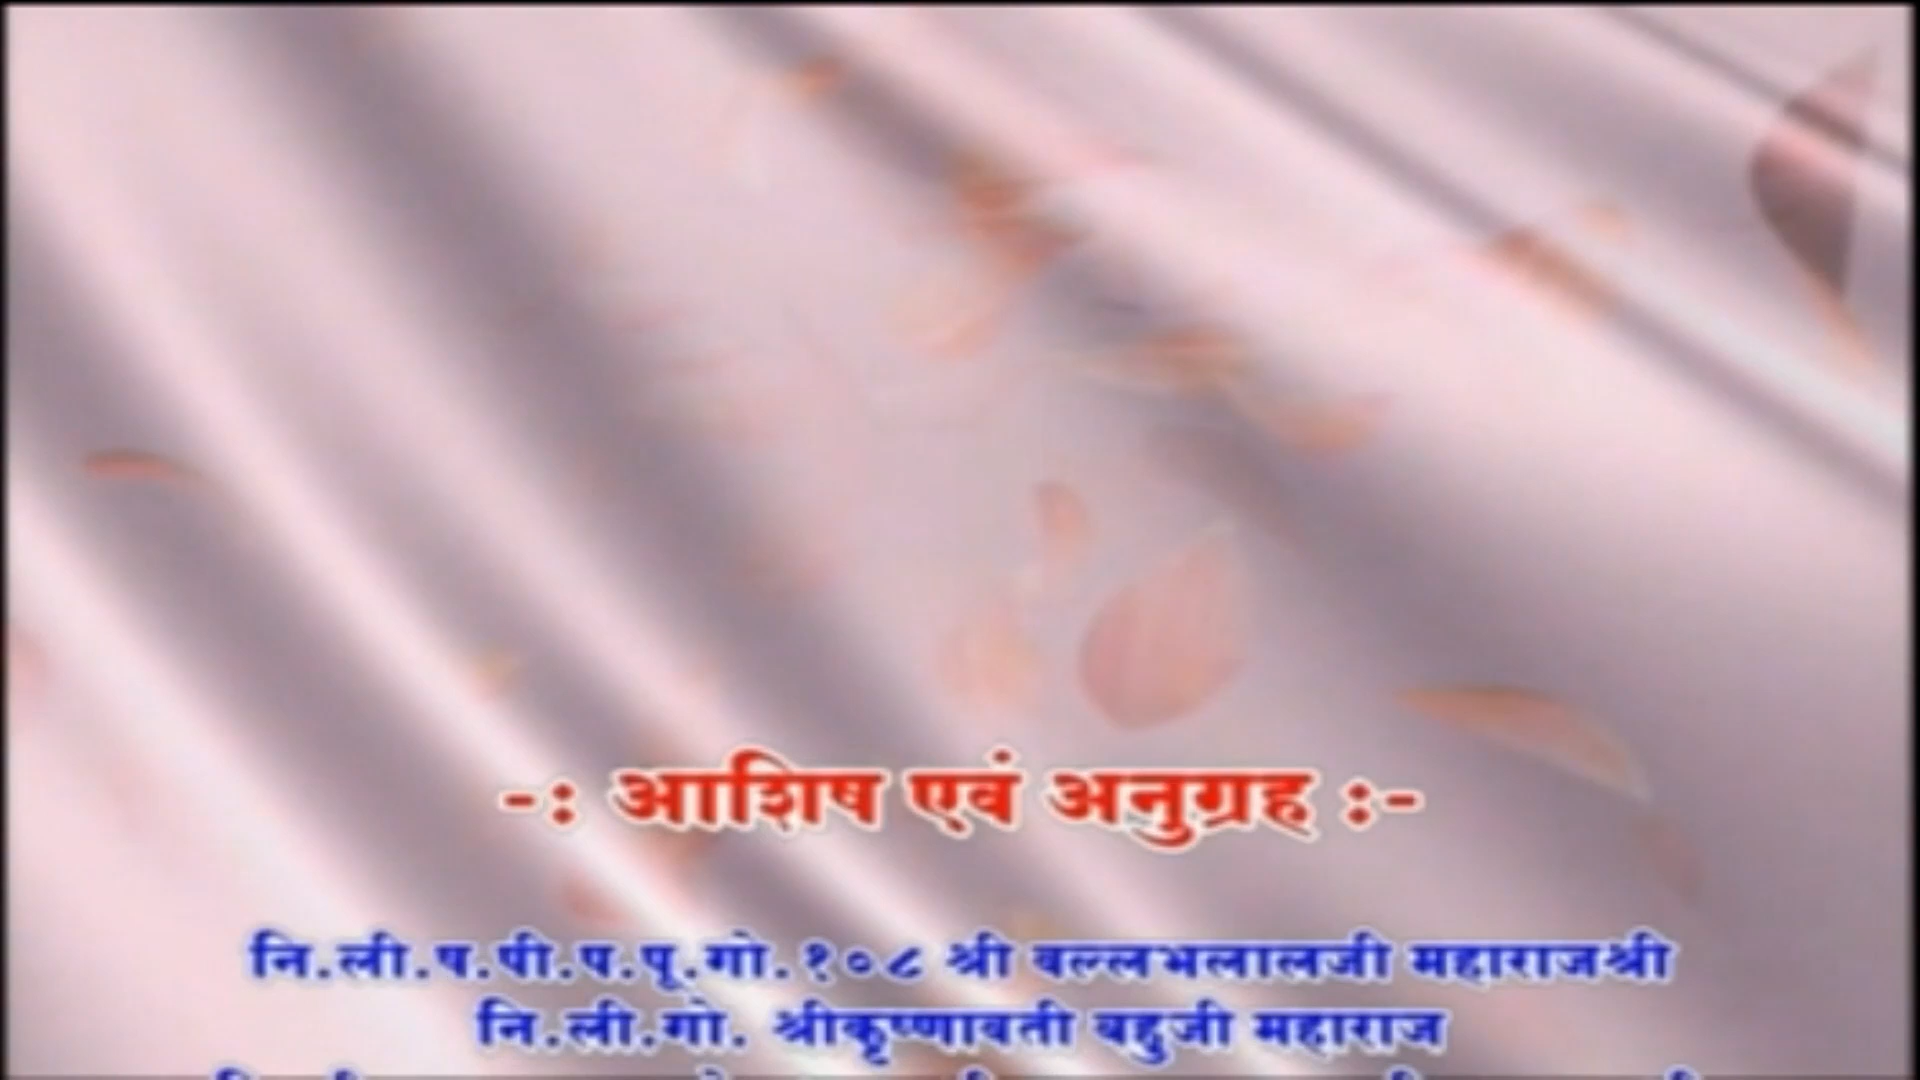 -: आशिष एवं अनुग्रह :-
नि.ली.प.पी.प.पू.गो.१०८ श्री वल्लभलालजी महाराजश्री
नि.ली.गो. श्रीकृष्णावती बहुजी महाराज